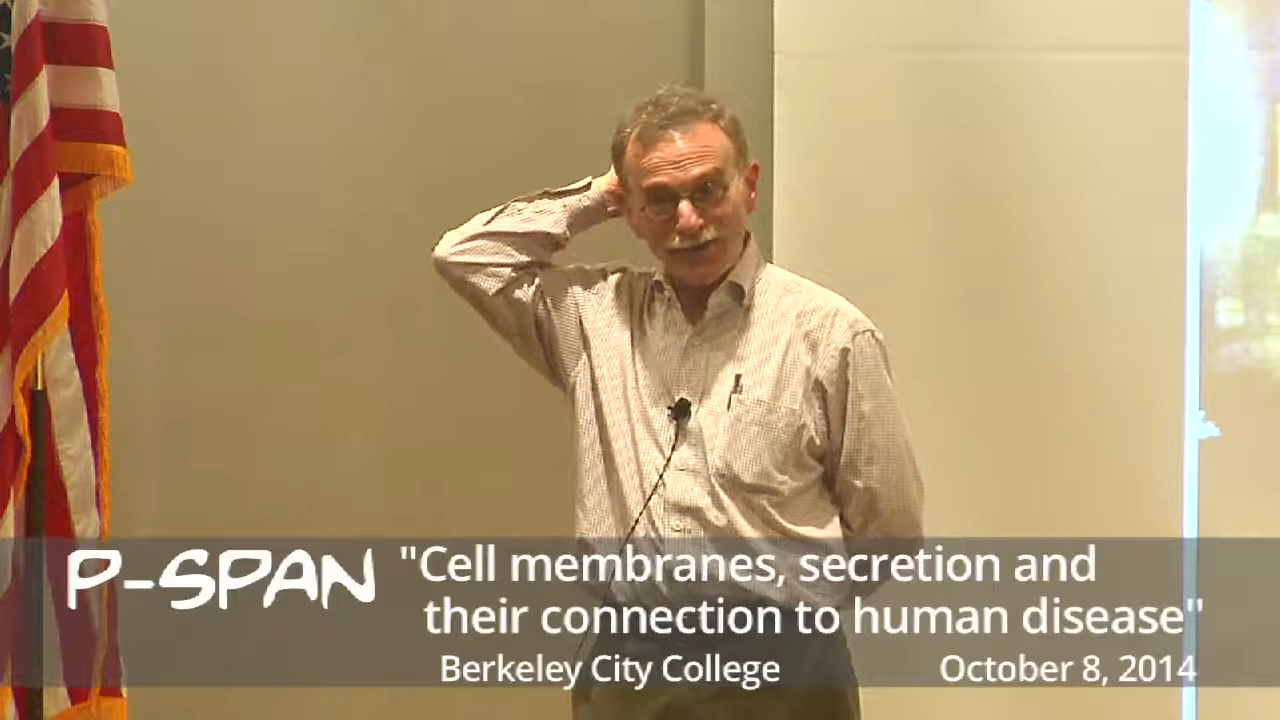 P-SPAN "Cell membranes, secretion and
their connection to human disease"
Berkeley City College October 8, 2014